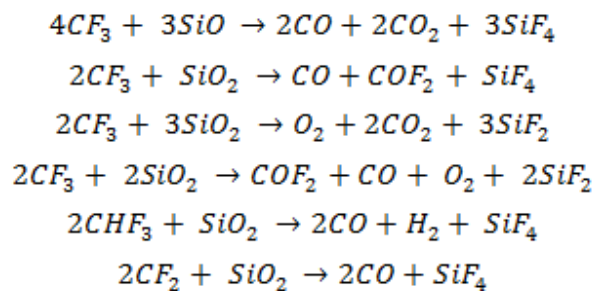 4CF₃ + 3SiO → 2CO + 2CO₂ + 3SiF₄
2CF₃ + SiO₂ → CO + COF₂ + SiF₄
2CF₃ + 3SiO₂ → O₂ + 2CO₂ + 3SiF₂
2CF₃ + 2SiO₂ → COF₂ + CO + O₂ + 2SiF₂
2CHF₃ + SiO₂ → 2CO + H₂ + SiF₄
2CF₂ + SiO₂ → 2CO + SiF₄